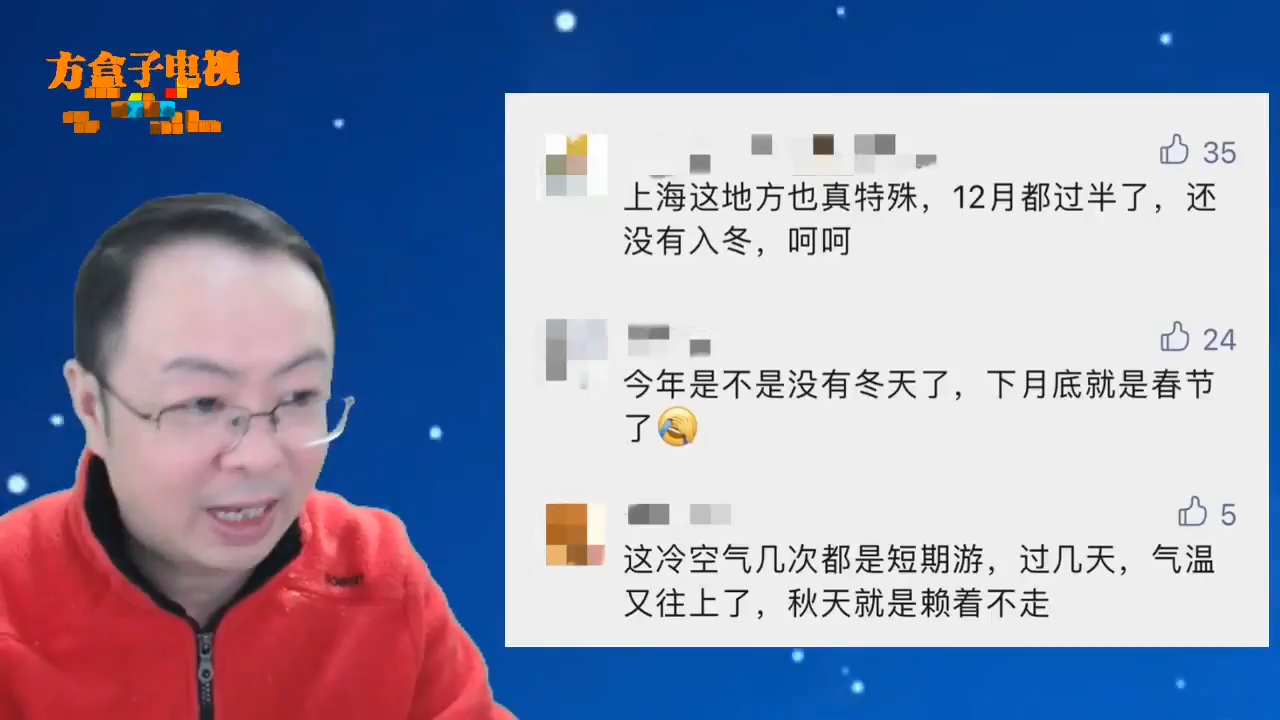 方盒子电视
35
上海这地方也真特殊，12月都过半了，还
没有入冬，呵呵
24
今年是不是没有冬天了，下月底就是春节
了🤦
5
这冷空气几次都是短期游，过几天，气温
又往上了，秋天就是赖着不走